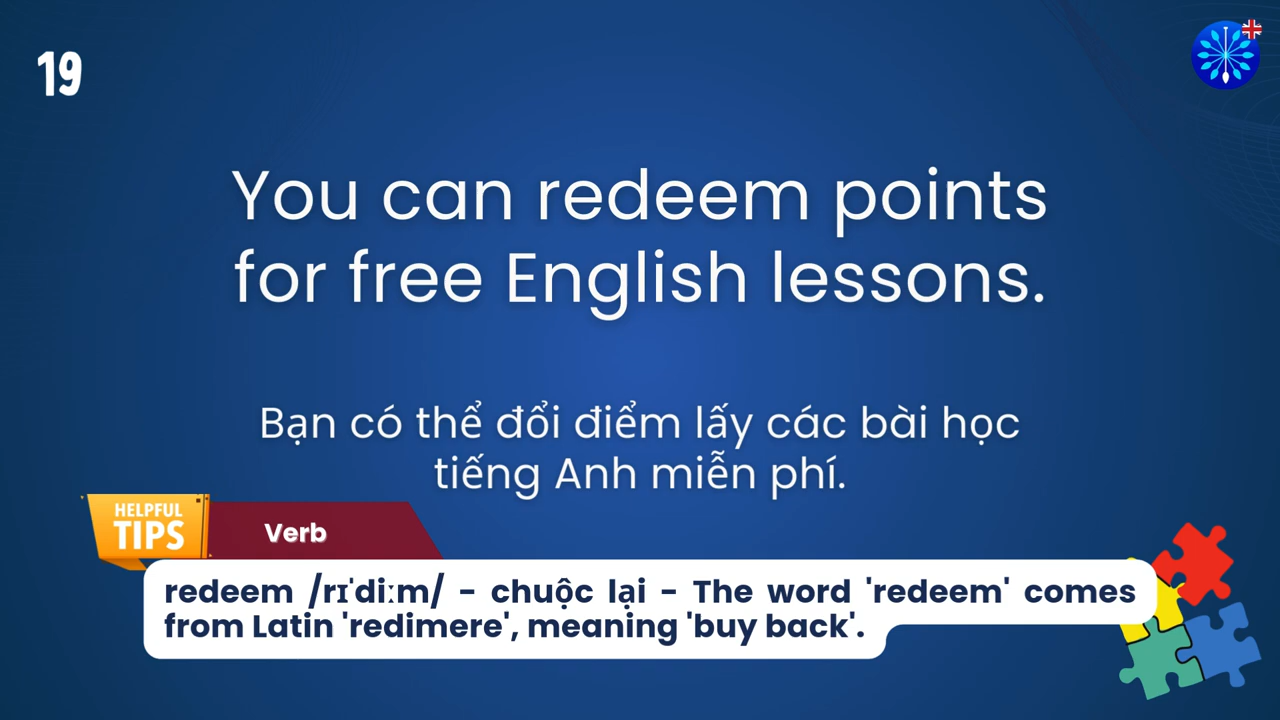 19
You can redeem points
for free English lessons.
Bạn có thể đổi điểm lấy các bài học
tiếng Anh miễn phí.
HELPFUL
TIPS
Verb
redeem /rɪˈdiːm/ - chuộc lại - The word 'redeem' comes
from Latin 'redimere', meaning 'buy back'.